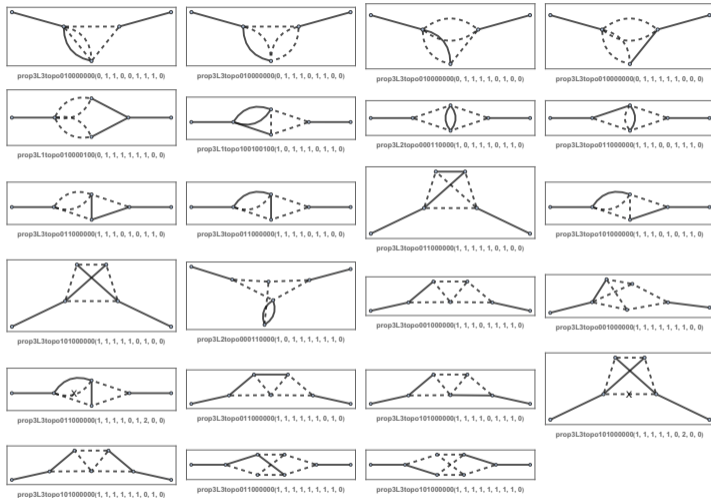 prop3L3topo010000000(0, 1, 1, 0, 0, 1, 1, 1, 0) prop3L3topo010000000(0, 1, 1, 1, 0, 1, 1, 0, 0) prop3L3topo010000000(0, 1, 1, 1, 1, 0, 1, 1, 0) prop3L3topo010000000(0, 1, 1, 1, 1, 1, 0, 0, 0)
prop3L1topo010000100(0, 1, 1, 1, 1, 1, 1, 0, 0) prop3L1topo100100100(1, 1, 0, 0, 1, 1, 0, 1, 1) prop3L2topo000110000(1, 0, 1, 1, 1, 0, 1, 1, 0) prop3L3topo011000000(1, 1, 1, 0, 1, 1, 1, 0, 0)
prop3L3topo011000000(1, 1, 1, 0, 1, 0, 1, 1, 0) prop3L3topo011000000(1, 1, 1, 1, 0, 1, 1, 0, 0) prop3L3topo011000000(1, 1, 1, 1, 1, 0, 1, 0, 0) prop3L3topo101000000(1, 1, 1, 0, 1, 1, 1, 0, 0)
prop3L3topo101000000(1, 1, 1, 1, 1, 0, 1, 0, 0) prop3L2topo000110000(1, 0, 1, 1, 1, 1, 1, 1, 0) prop3L3topo001000000(1, 1, 1, 1, 1, 1, 0, 1, 0) prop3L3topo001000000(1, 1, 1, 1, 1, 1, 1, 0, 0)
prop3L3topo011000000(1, 1, 1, 1, 0, 1, 2, 0, 0) prop3L3topo011000000(1, 1, 1, 1, 1, 1, 0, 1, 0) prop3L3topo101000000(1, 1, 1, 1, 1, 1, 0, 1, 0) prop3L3topo101000000(1, 1, 1, 1, 1, 0, 2, 0, 0)
prop3L3topo101000000(1, 1, 1, 1, 1, 1, 0, 1, 0) prop3L3topo011000000(1, 1, 1, 1, 1, 1, 1, 0, 0) prop3L3topo101000000(1, 1, 1, 1, 1, 1, 1, 0, 0)